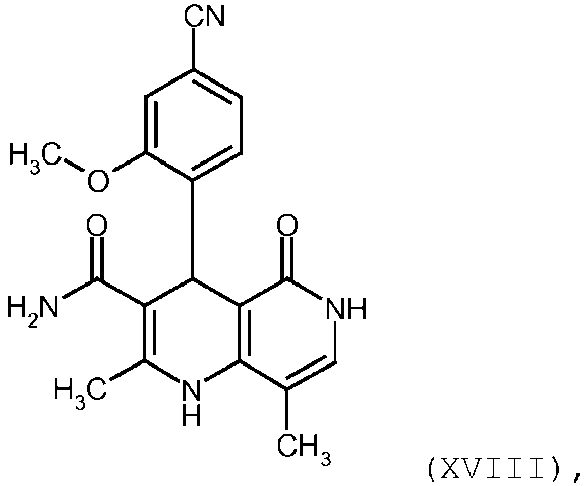 CN
H3C
O
O
O
H2N
NH
H3C
N
H
CH3
(XVIII),